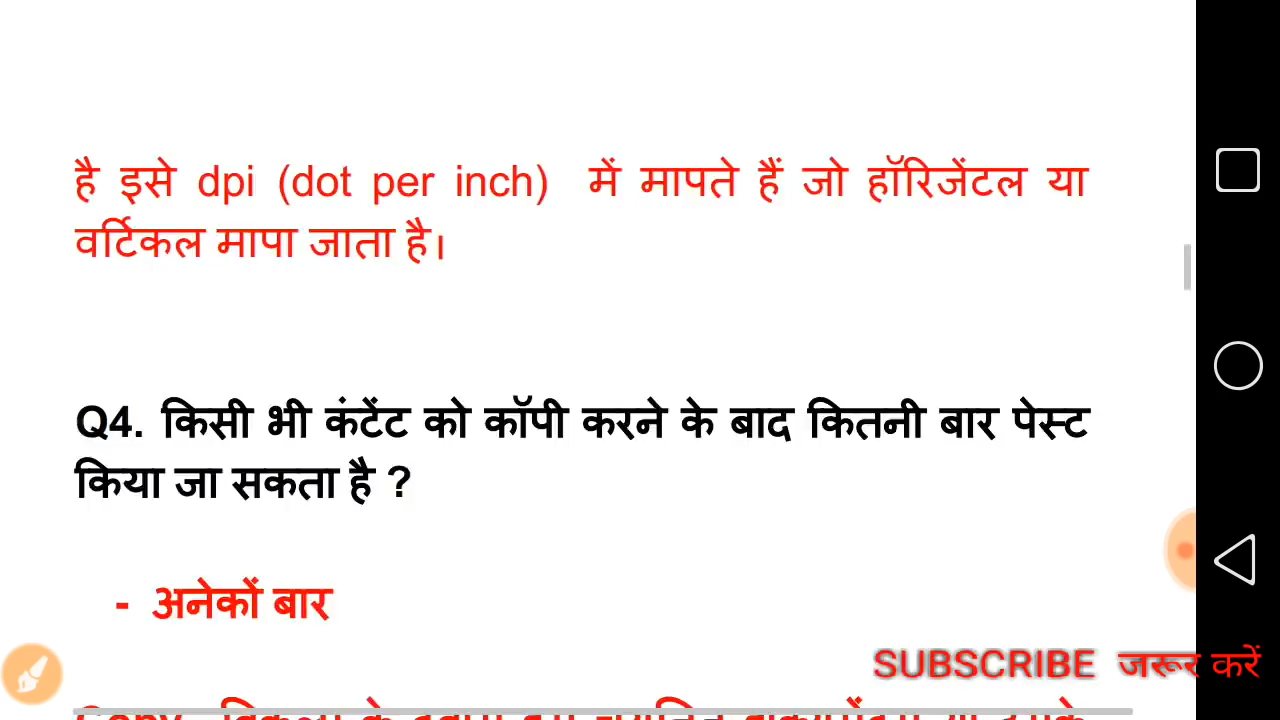 है इसे dpi (dot per inch) में मापते हैं जो हॉरिजेंटल या
वर्टिकल मापा जाता है।
Q4. किसी भी कंटेंट को कॉपी करने के बाद कितनी बार पेस्ट
किया जा सकता है ?
- अनेकों बार
SUBSCRIBE जरूर करें